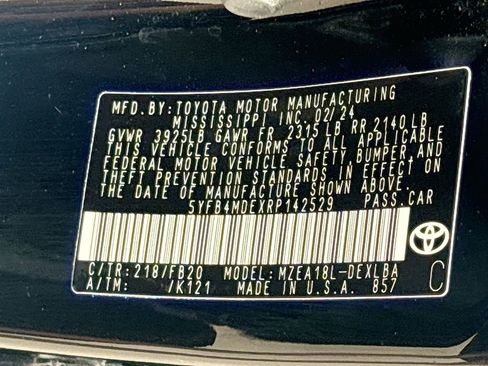 MFD. BY: TOYOTA MOTOR MANUFACTURING
MISSISSIPPI INC. 02/24
GVWR 3925LB GAWR FR 2315LB RR 2140LB
THIS VEHICLE CONFORMS TO ALL APPLICABLE
FEDERAL MOTOR VEHICLE SAFETY, BUMPER, AND
THEFT PREVENTION STANDARDS IN EFFECT ON
THE DATE OF MANUFACTURE SHOWN ABOVE.
5YFB4MDEXRP142529 PASS. CAR
C/TR: 218/FB20 MODEL: MZEA18L-DEXLBA
A/TM: /K121 MADE IN U.S.A. 857 C